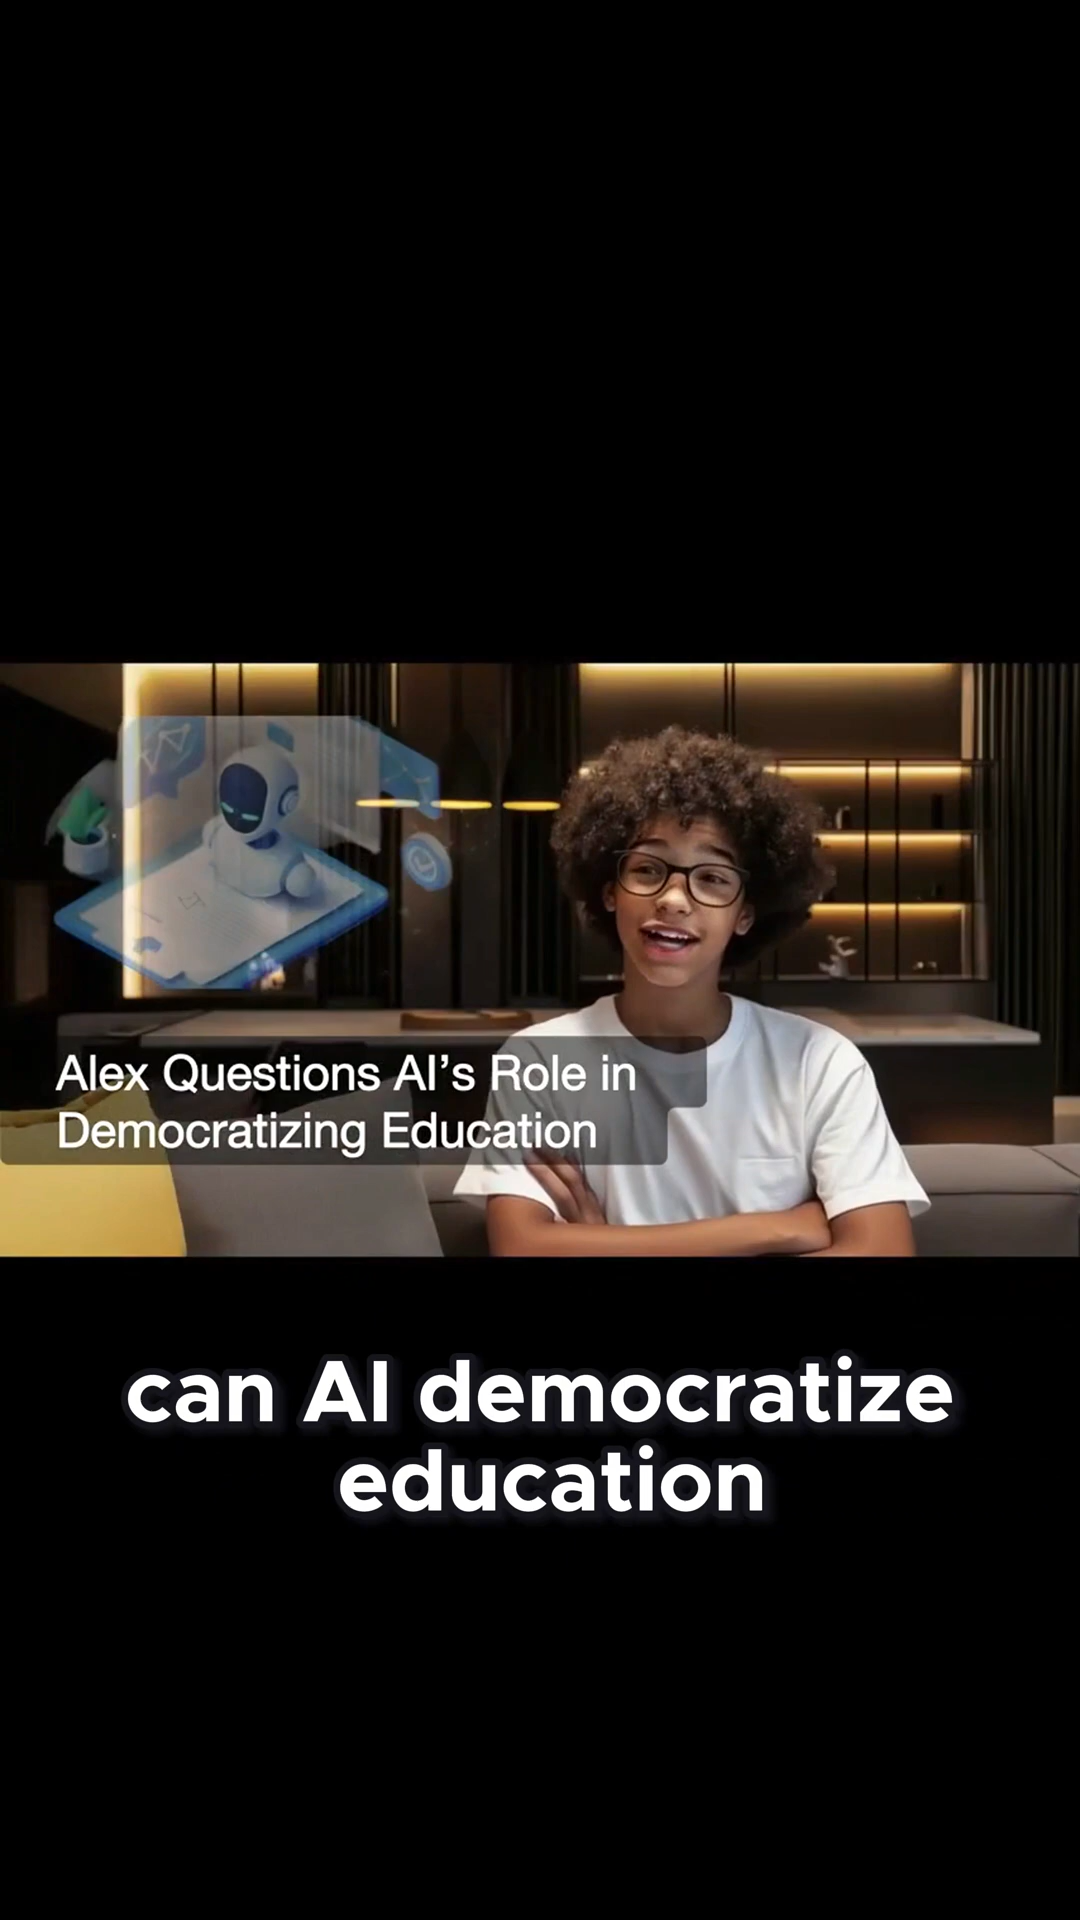 Alex Questions AI’s Role in
Democratizing Education
can AI democratize
education